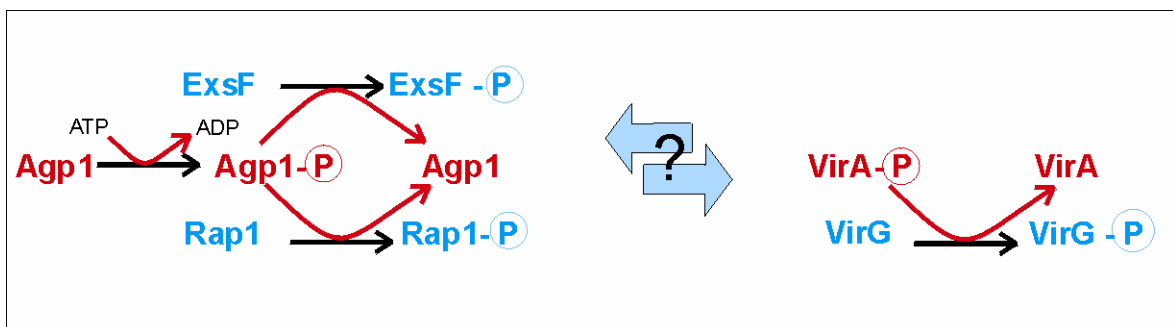 ExsF ExsF - P
ATP ADP
Agp1 Agp1-P Agp1 ? VirA-P VirA
Rap1 Rap1-P VirG VirG - P